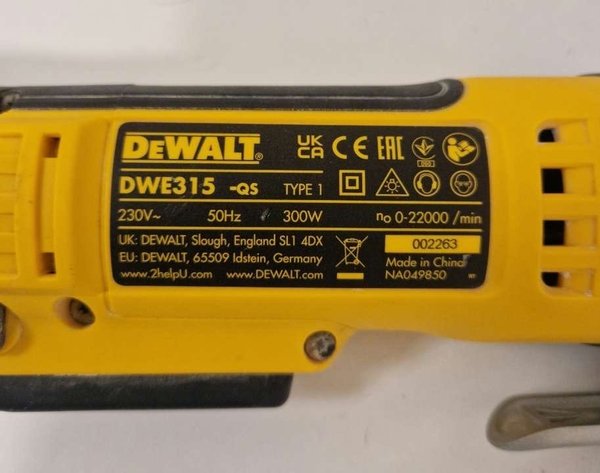 DEWALT®
UK CA CE EAC
DWE315 -QS TYPE 1
230V~ 50Hz 300W n₀ 0-22000 /min
UK: DEWALT, Slough, England SL1 4DX
EU: DEWALT, 65509 Idstein, Germany
www.2helpU.com www.DEWALT.com
002263
Made in China
NA049850